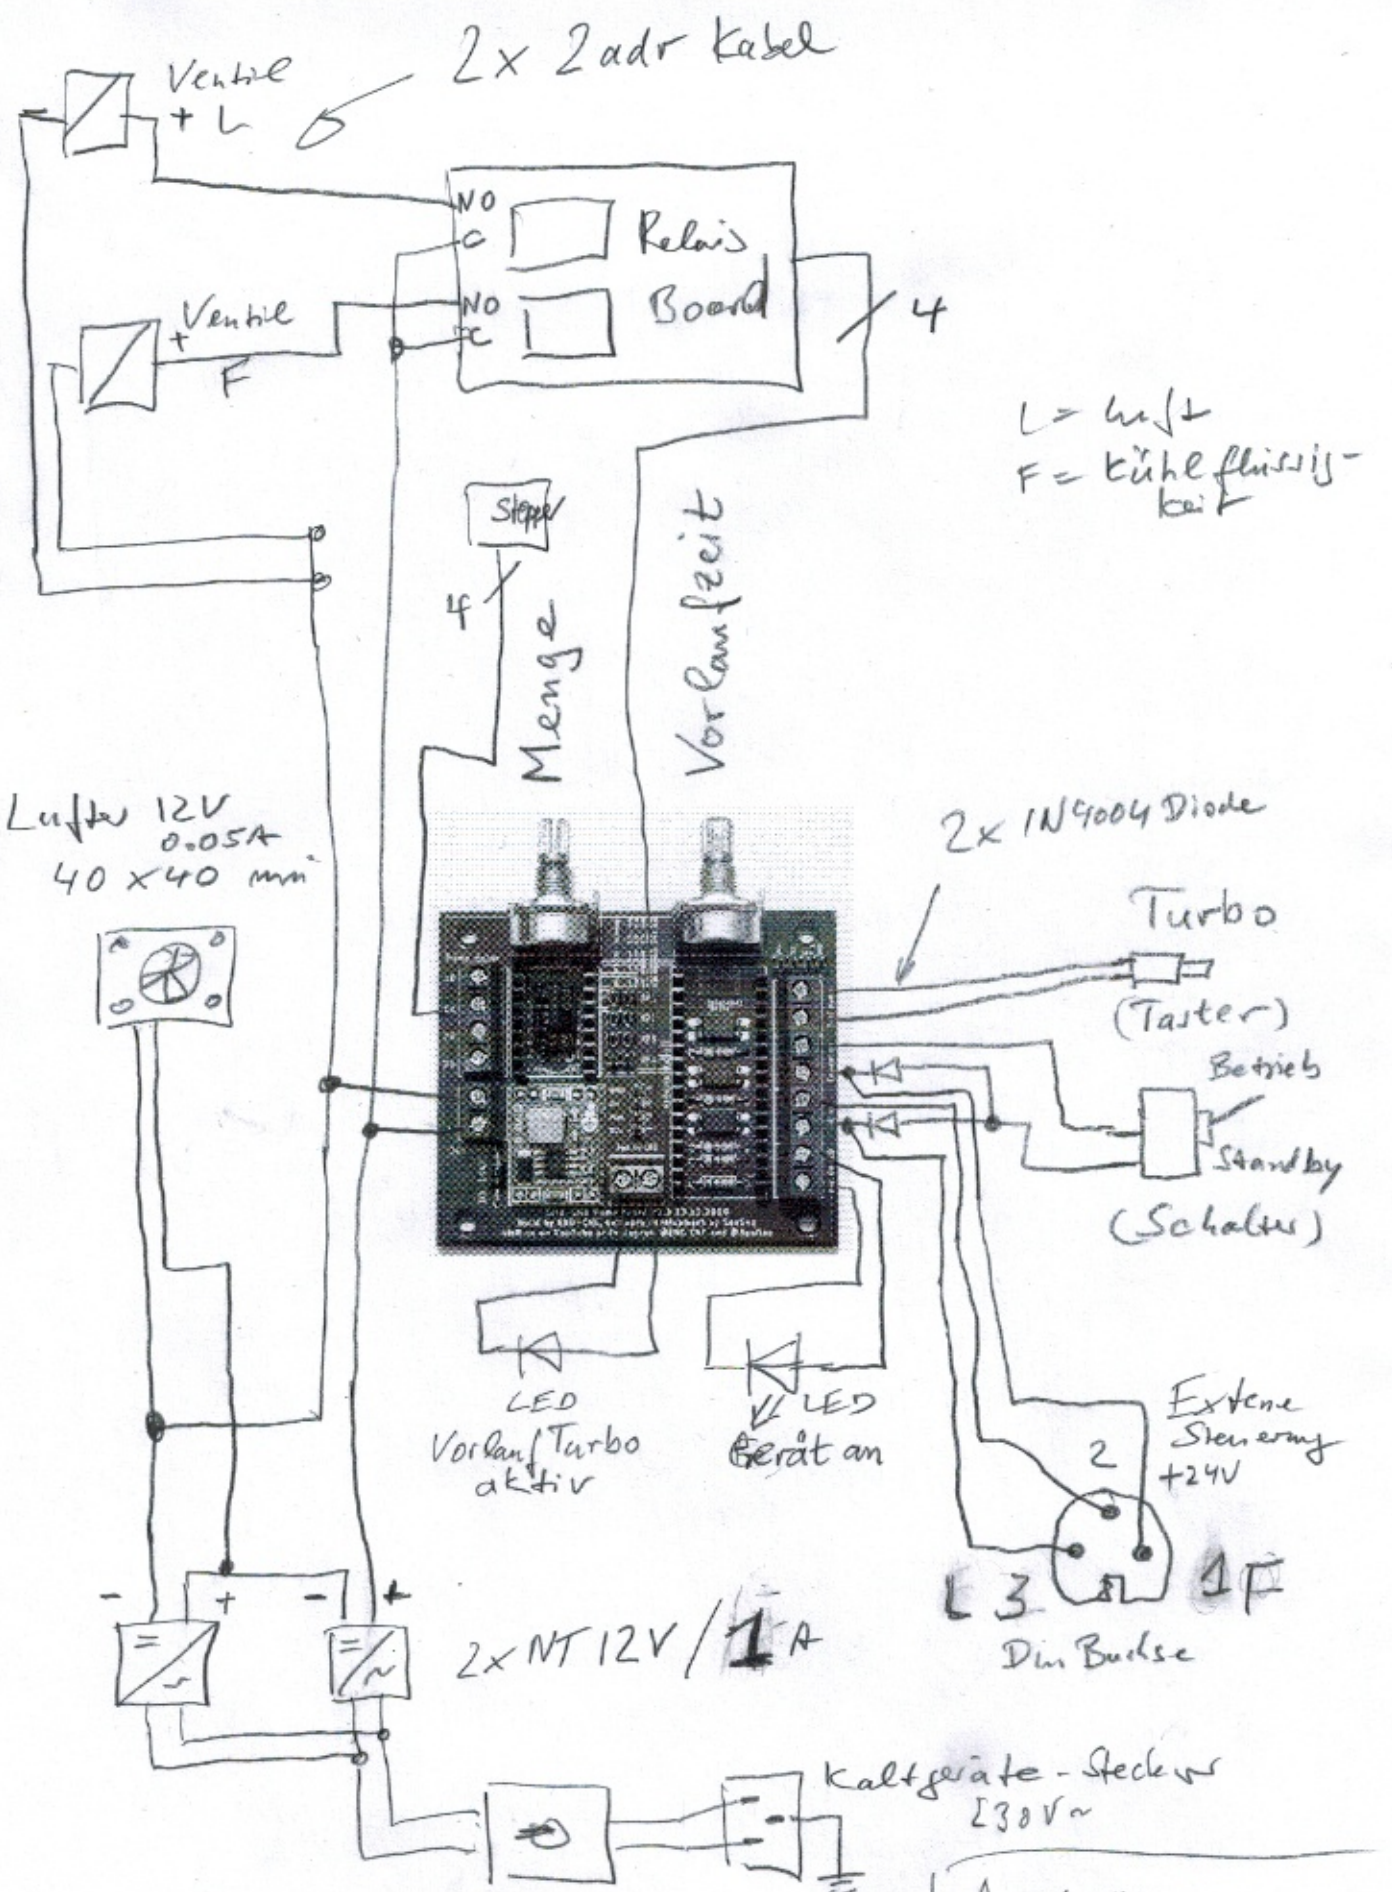 2x 2adr Kabel
Ventil
+ L
-
NO
C
Relais
Board
NO
C
4
+ Ventil
F
L = Luft
F = Kühlflüssig-
keit
Stepper
4
Menge
Vorlaufzeit
Lüfter 12V
0.05A
40 x 40 mm
2x 1N4004 Diode
Turbo
(Taster)
Betrieb
Standby
(Schalter)
LED
Vorlauf Turbo
aktiv
LED
Gerät an
Externe
Steuerung
+24V
2
L 3
1 F
Din Buchse
- + - +
=
~
=
~
2x NT 12V / 1 A
Kaltgeräte-Stecker
230V~